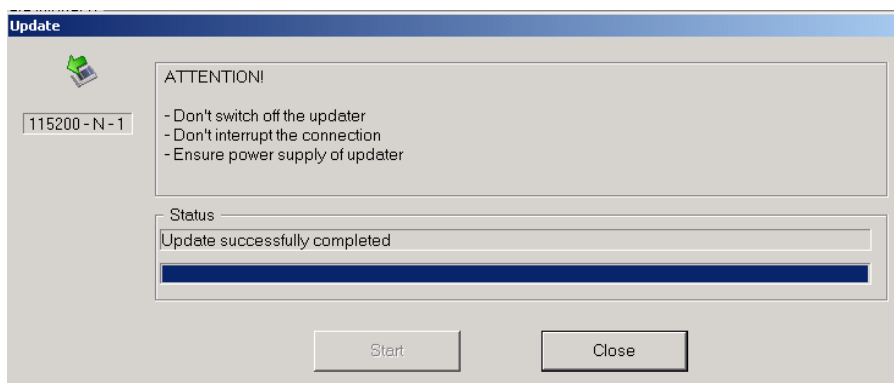 Update
ATTENTION!
115200 - N - 1
- Don't switch off the updater
- Don't interrupt the connection
- Ensure power supply of updater
Status
Update successfully completed
Start
Close